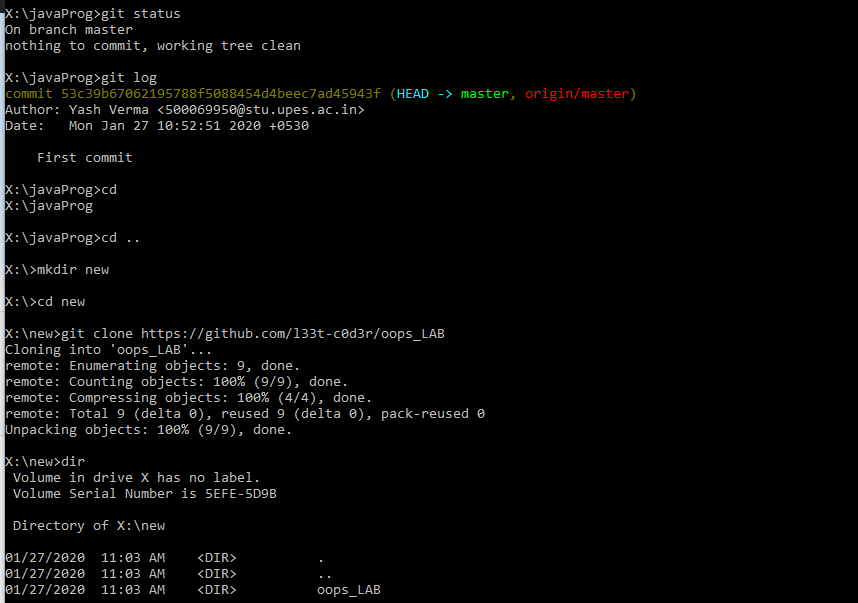 X:\javaProg>git status
On branch master
nothing to commit, working tree clean
X:\javaProg>git log
commit 53c39b67062195788f5088454d4beec7ad45943f (HEAD -> master, origin/master)
Author: Yash Verma <500069950@stu.upes.ac.in>
Date:   Mon Jan 27 10:52:51 2020 +0530
    First commit
X:\javaProg>cd
X:\javaProg
X:\javaProg>cd ..
X:\>mkdir new
X:\>cd new
X:\new>git clone https://github.com/l33t-c0d3r/oops_LAB
Cloning into 'oops_LAB'...
remote: Enumerating objects: 9, done.
remote: Counting objects: 100% (9/9), done.
remote: Compressing objects: 100% (4/4), done.
remote: Total 9 (delta 0), reused 9 (delta 0), pack-reused 0
Unpacking objects: 100% (9/9), done.
X:\new>dir
 Volume in drive X has no label.
 Volume Serial Number is 5EFE-5D9B
 Directory of X:\new
01/27/2020  11:03 AM    <DIR>          .
01/27/2020  11:03 AM    <DIR>          ..
01/27/2020  11:03 AM    <DIR>          oops_LAB